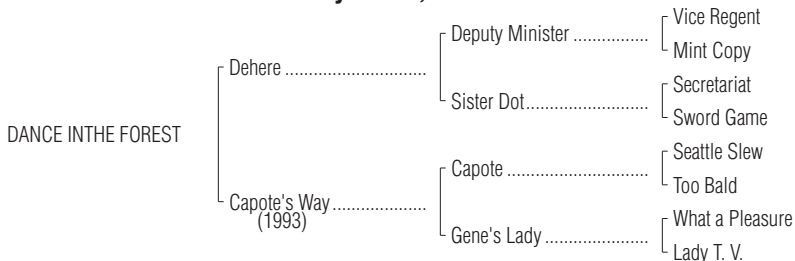 Vice Regent
Deputy Minister ................
Mint Copy
Dehere ..............................
Secretariat
Sister Dot..........................
Sword Game
DANCE INTHE FOREST
Seattle Slew
Capote ..............................
Too Bald
Capote's Way ....................
(1993)
What a Pleasure
Gene's Lady ......................
Lady T. V.